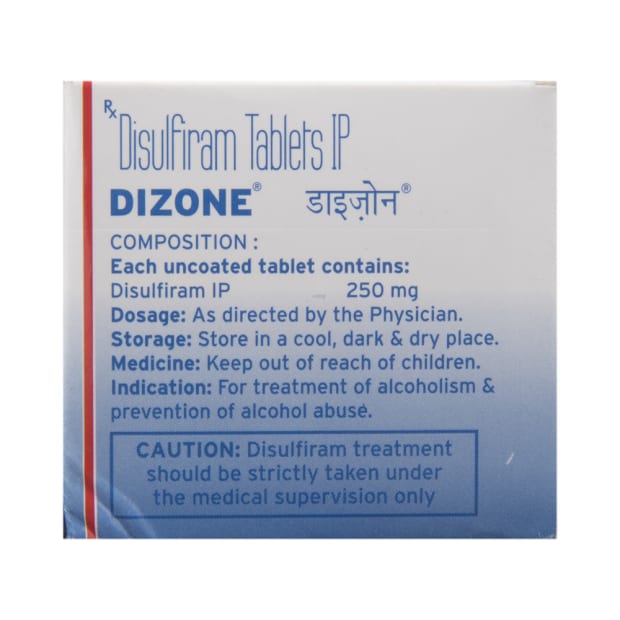 Rx
Disulfiram Tablets IP
DIZONE® डाइज़ोन®
COMPOSITION :
Each uncoated tablet contains:
Disulfiram IP 250 mg
Dosage: As directed by the Physician.
Storage: Store in a cool, dark & dry place.
Medicine: Keep out of reach of children.
Indication: For treatment of alcoholism &
prevention of alcohol abuse.
CAUTION: Disulfiram treatment
should be strictly taken under
the medical supervision only